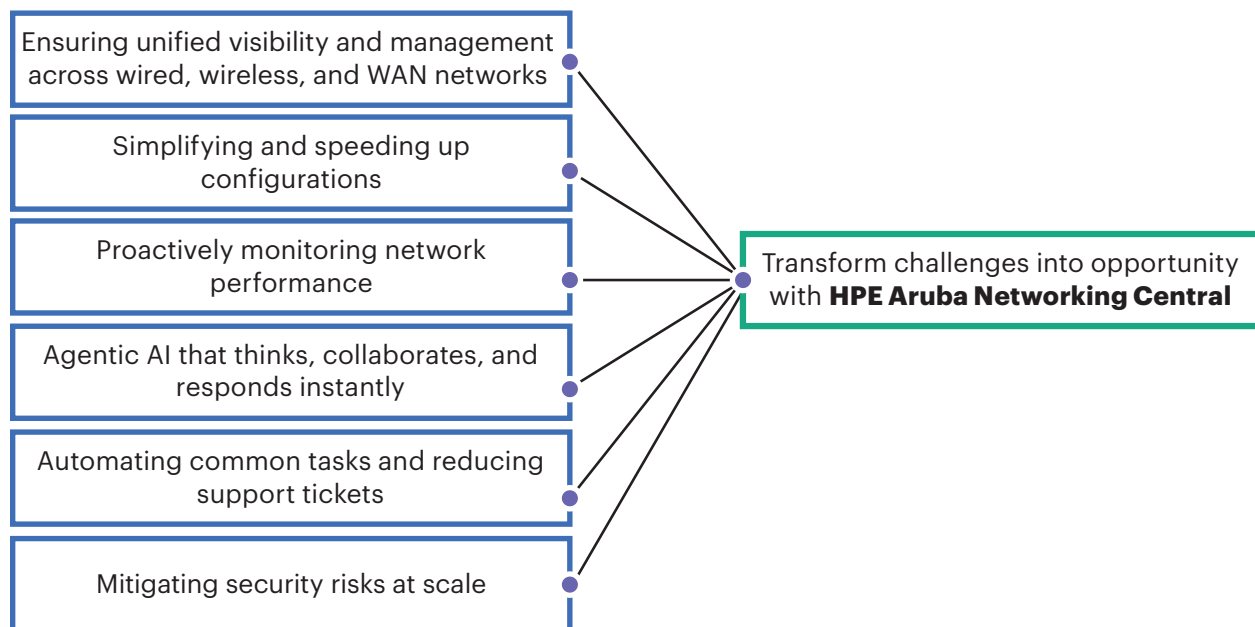 Ensuring unified visibility and management
across wired, wireless, and WAN networks
Simplifying and speeding up
configurations
Proactively monitoring network
performance
Agentic AI that thinks, collaborates, and
responds instantly
Automating common tasks and reducing
support tickets
Mitigating security risks at scale
Transform challenges into opportunity
with HPE Aruba Networking Central